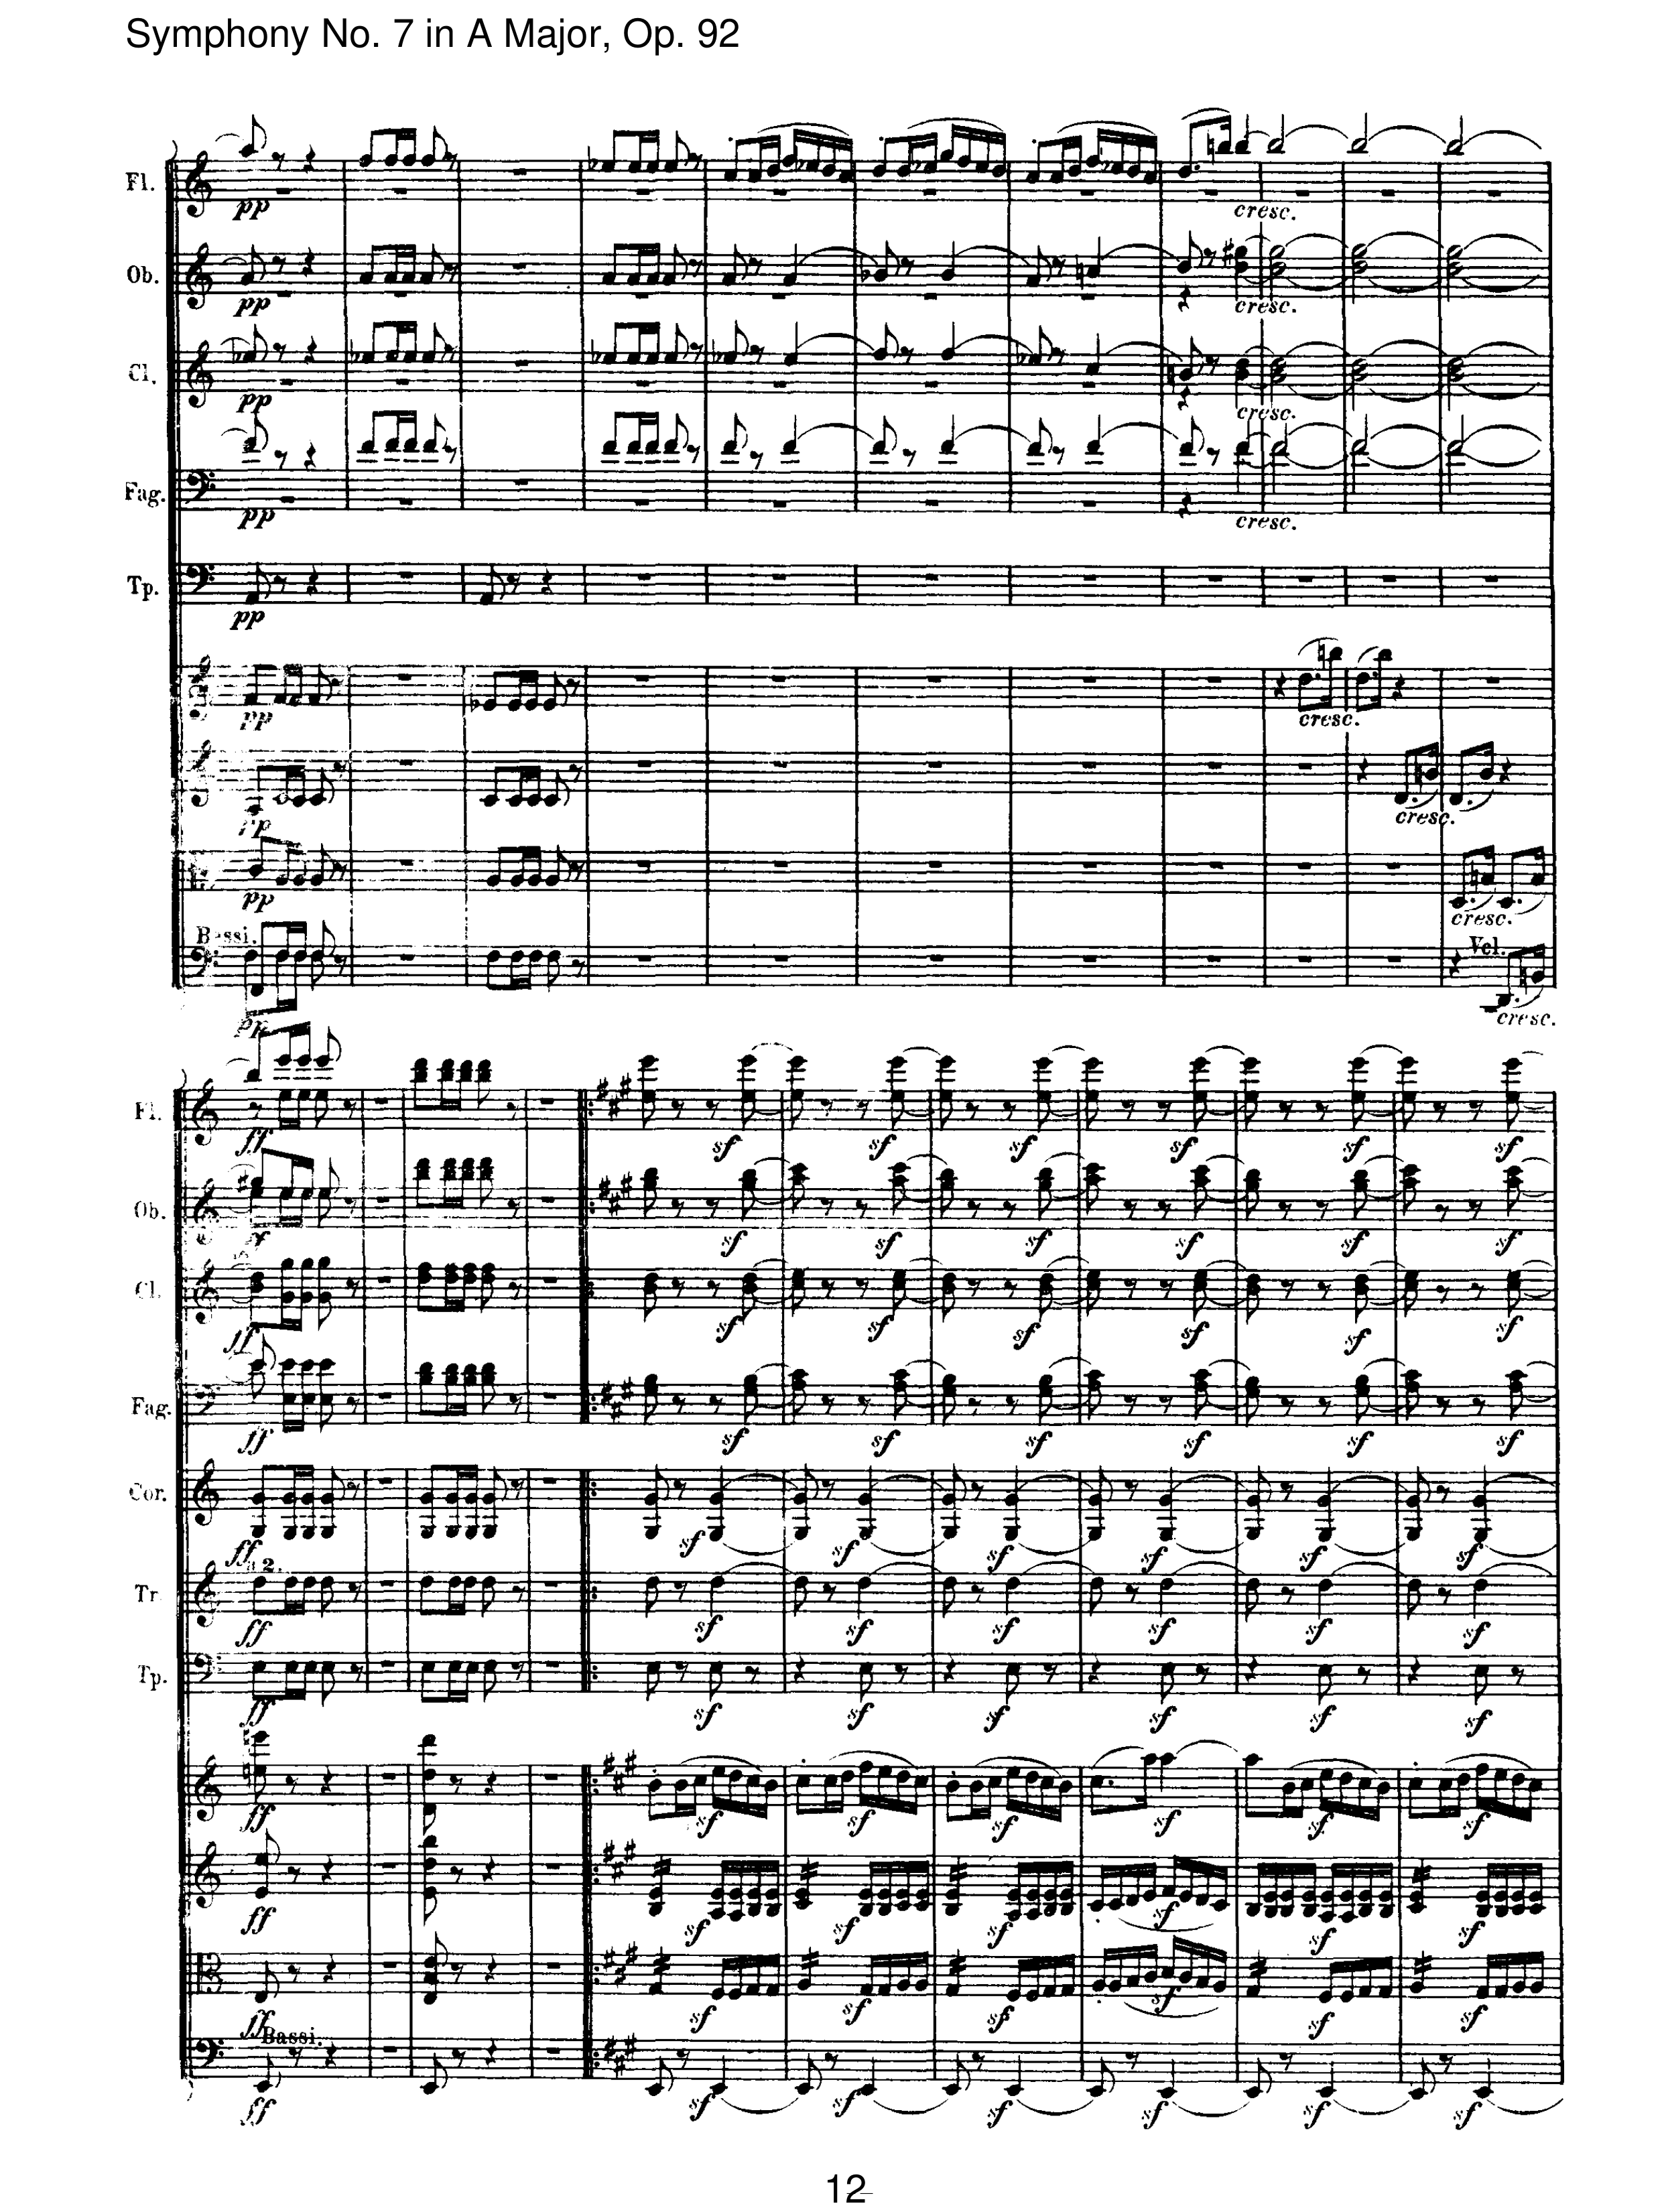 Symphony No. 7 in A Major, Op. 92
Fl.
pp
cresc.
Ob.
pp
cresc.
Cl.
pp
cresc.
Fag.
pp
cresc.
Tp.
pp
pp
cresc.
pp
cresc.
pp
cresc.
Bassi.
Vcl.
pp
cresc.
Fl.
ff sf sf sf sf sf sf
Ob.
sf sf sf sf sf sf
Cl.
ff sf sf sf sf sf sf
Fag.
ff sf sf sf sf sf sf
Cor.
ff sf sf sf sf sf sf
a 2.
Tr.
ff sf sf sf sf sf sf
Tp.
ff sf sf sf sf sf sf
ff sf sf sf sf sf sf
ff sf sf sf sf sf sf
ff sf sf sf sf sf sf
Bassi.
ff sf sf sf sf sf sf
12